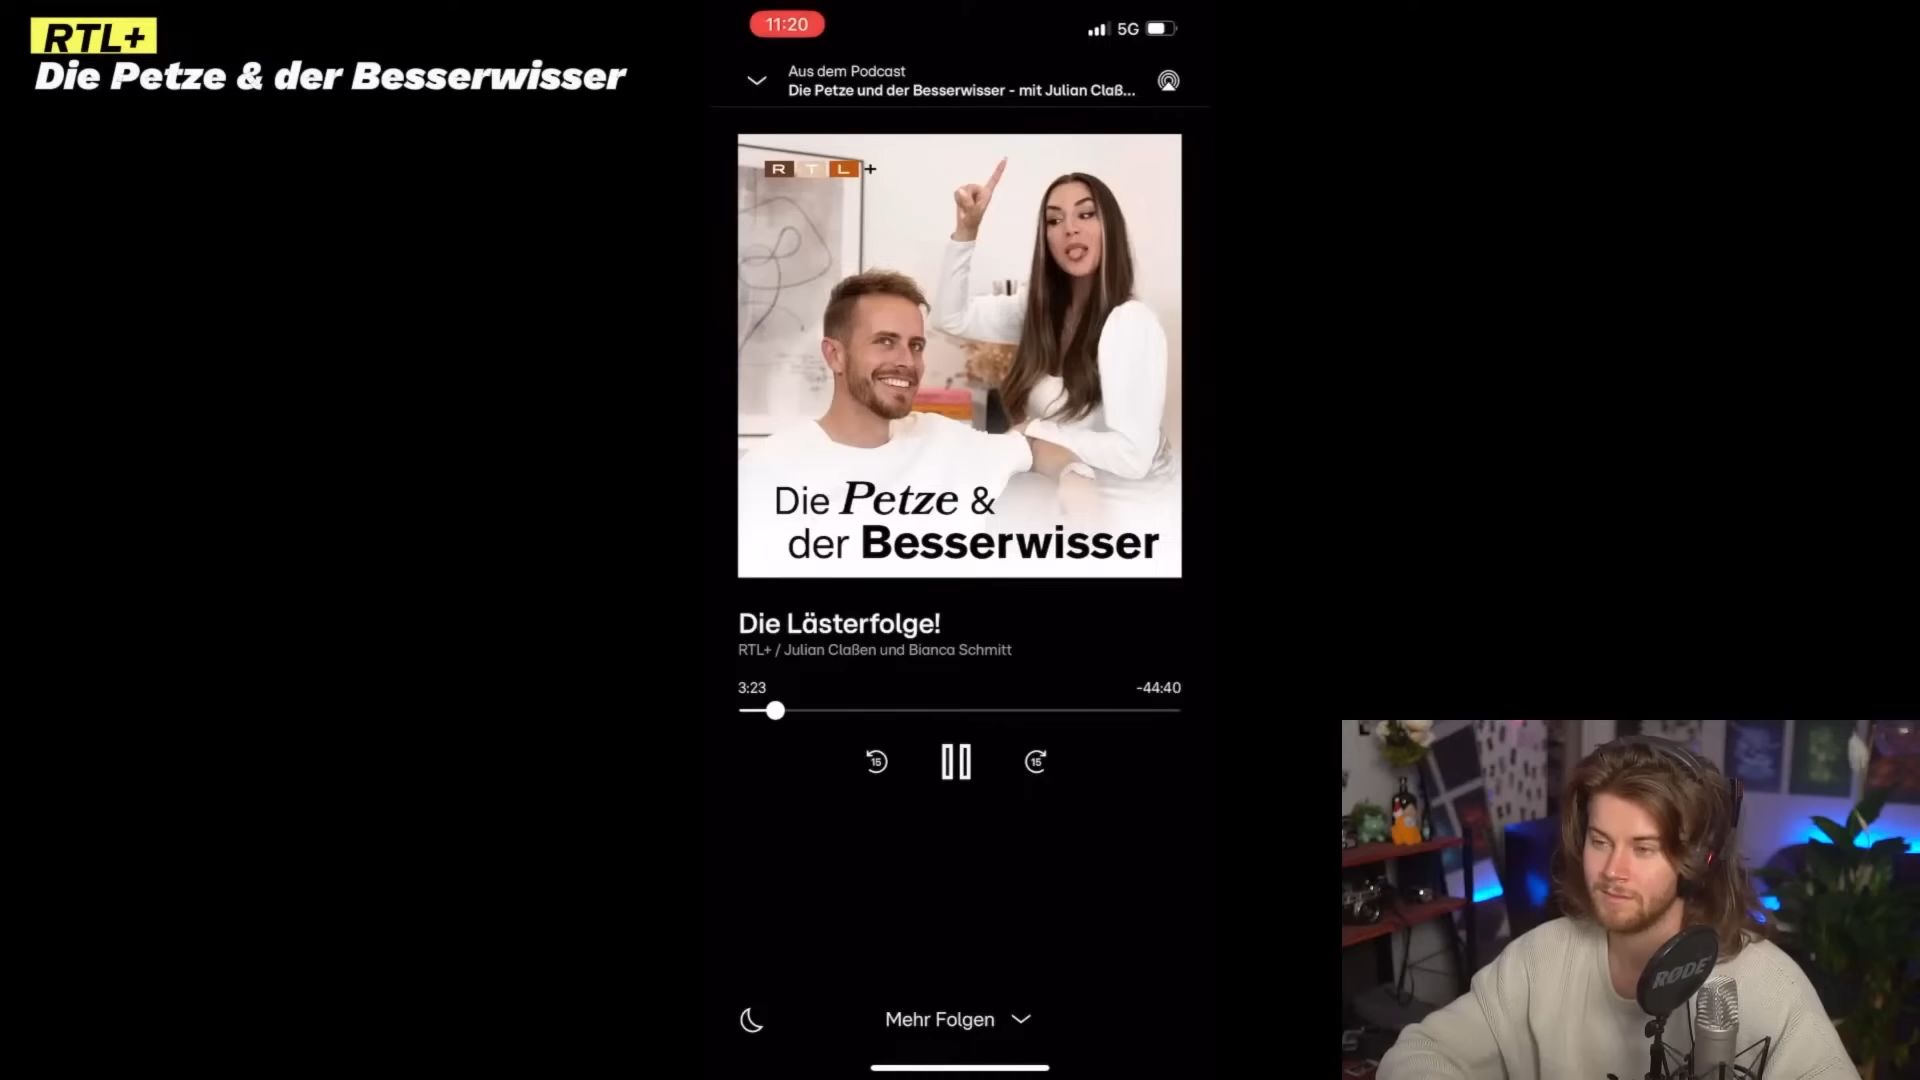 RTL+
Die Petze & der Besserwisser
11:20
5G
Aus dem Podcast
Die Petze und der Besserwisser - mit Julian Claß...
RTL+
Die Petze &
der Besserwisser
Die Lästerfolge!
RTL+ / Julian Claßen und Bianca Schmitt
3:23
-44:40
15
15
Mehr Folgen
RØDE